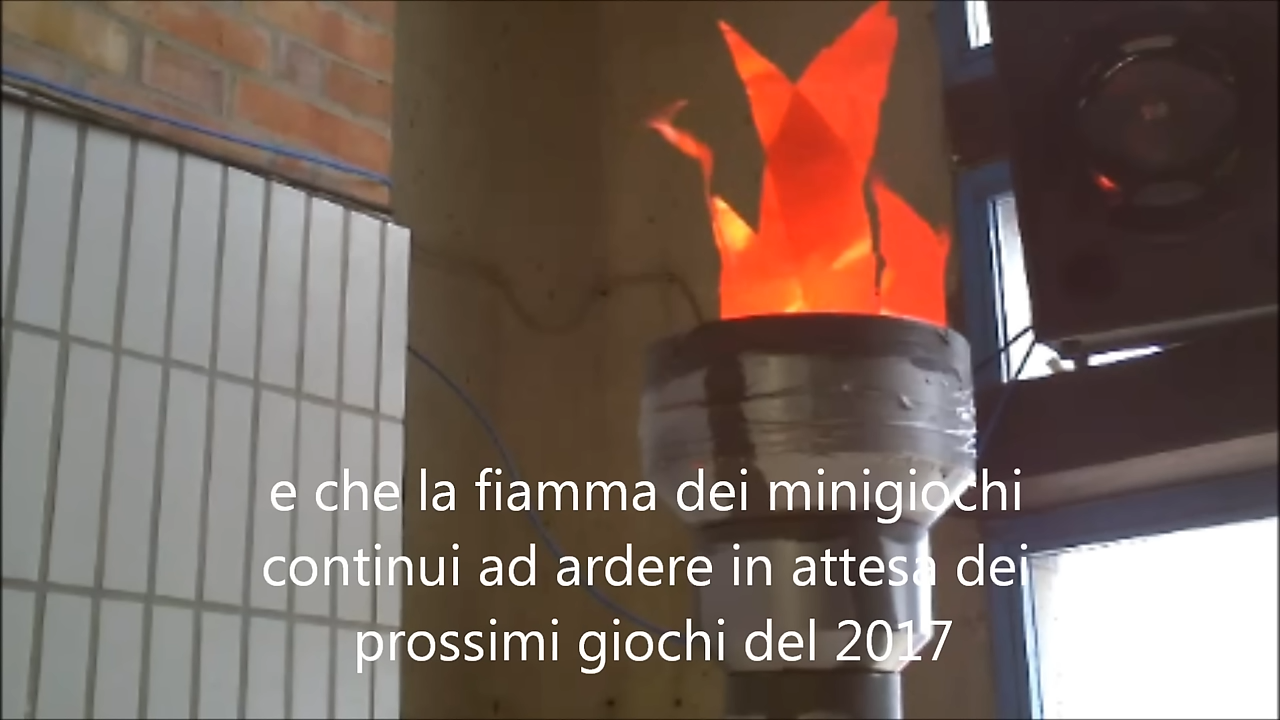 e che la fiamma dei minigiochi
continui ad ardere in attesa dei
prossimi giochi del 2017